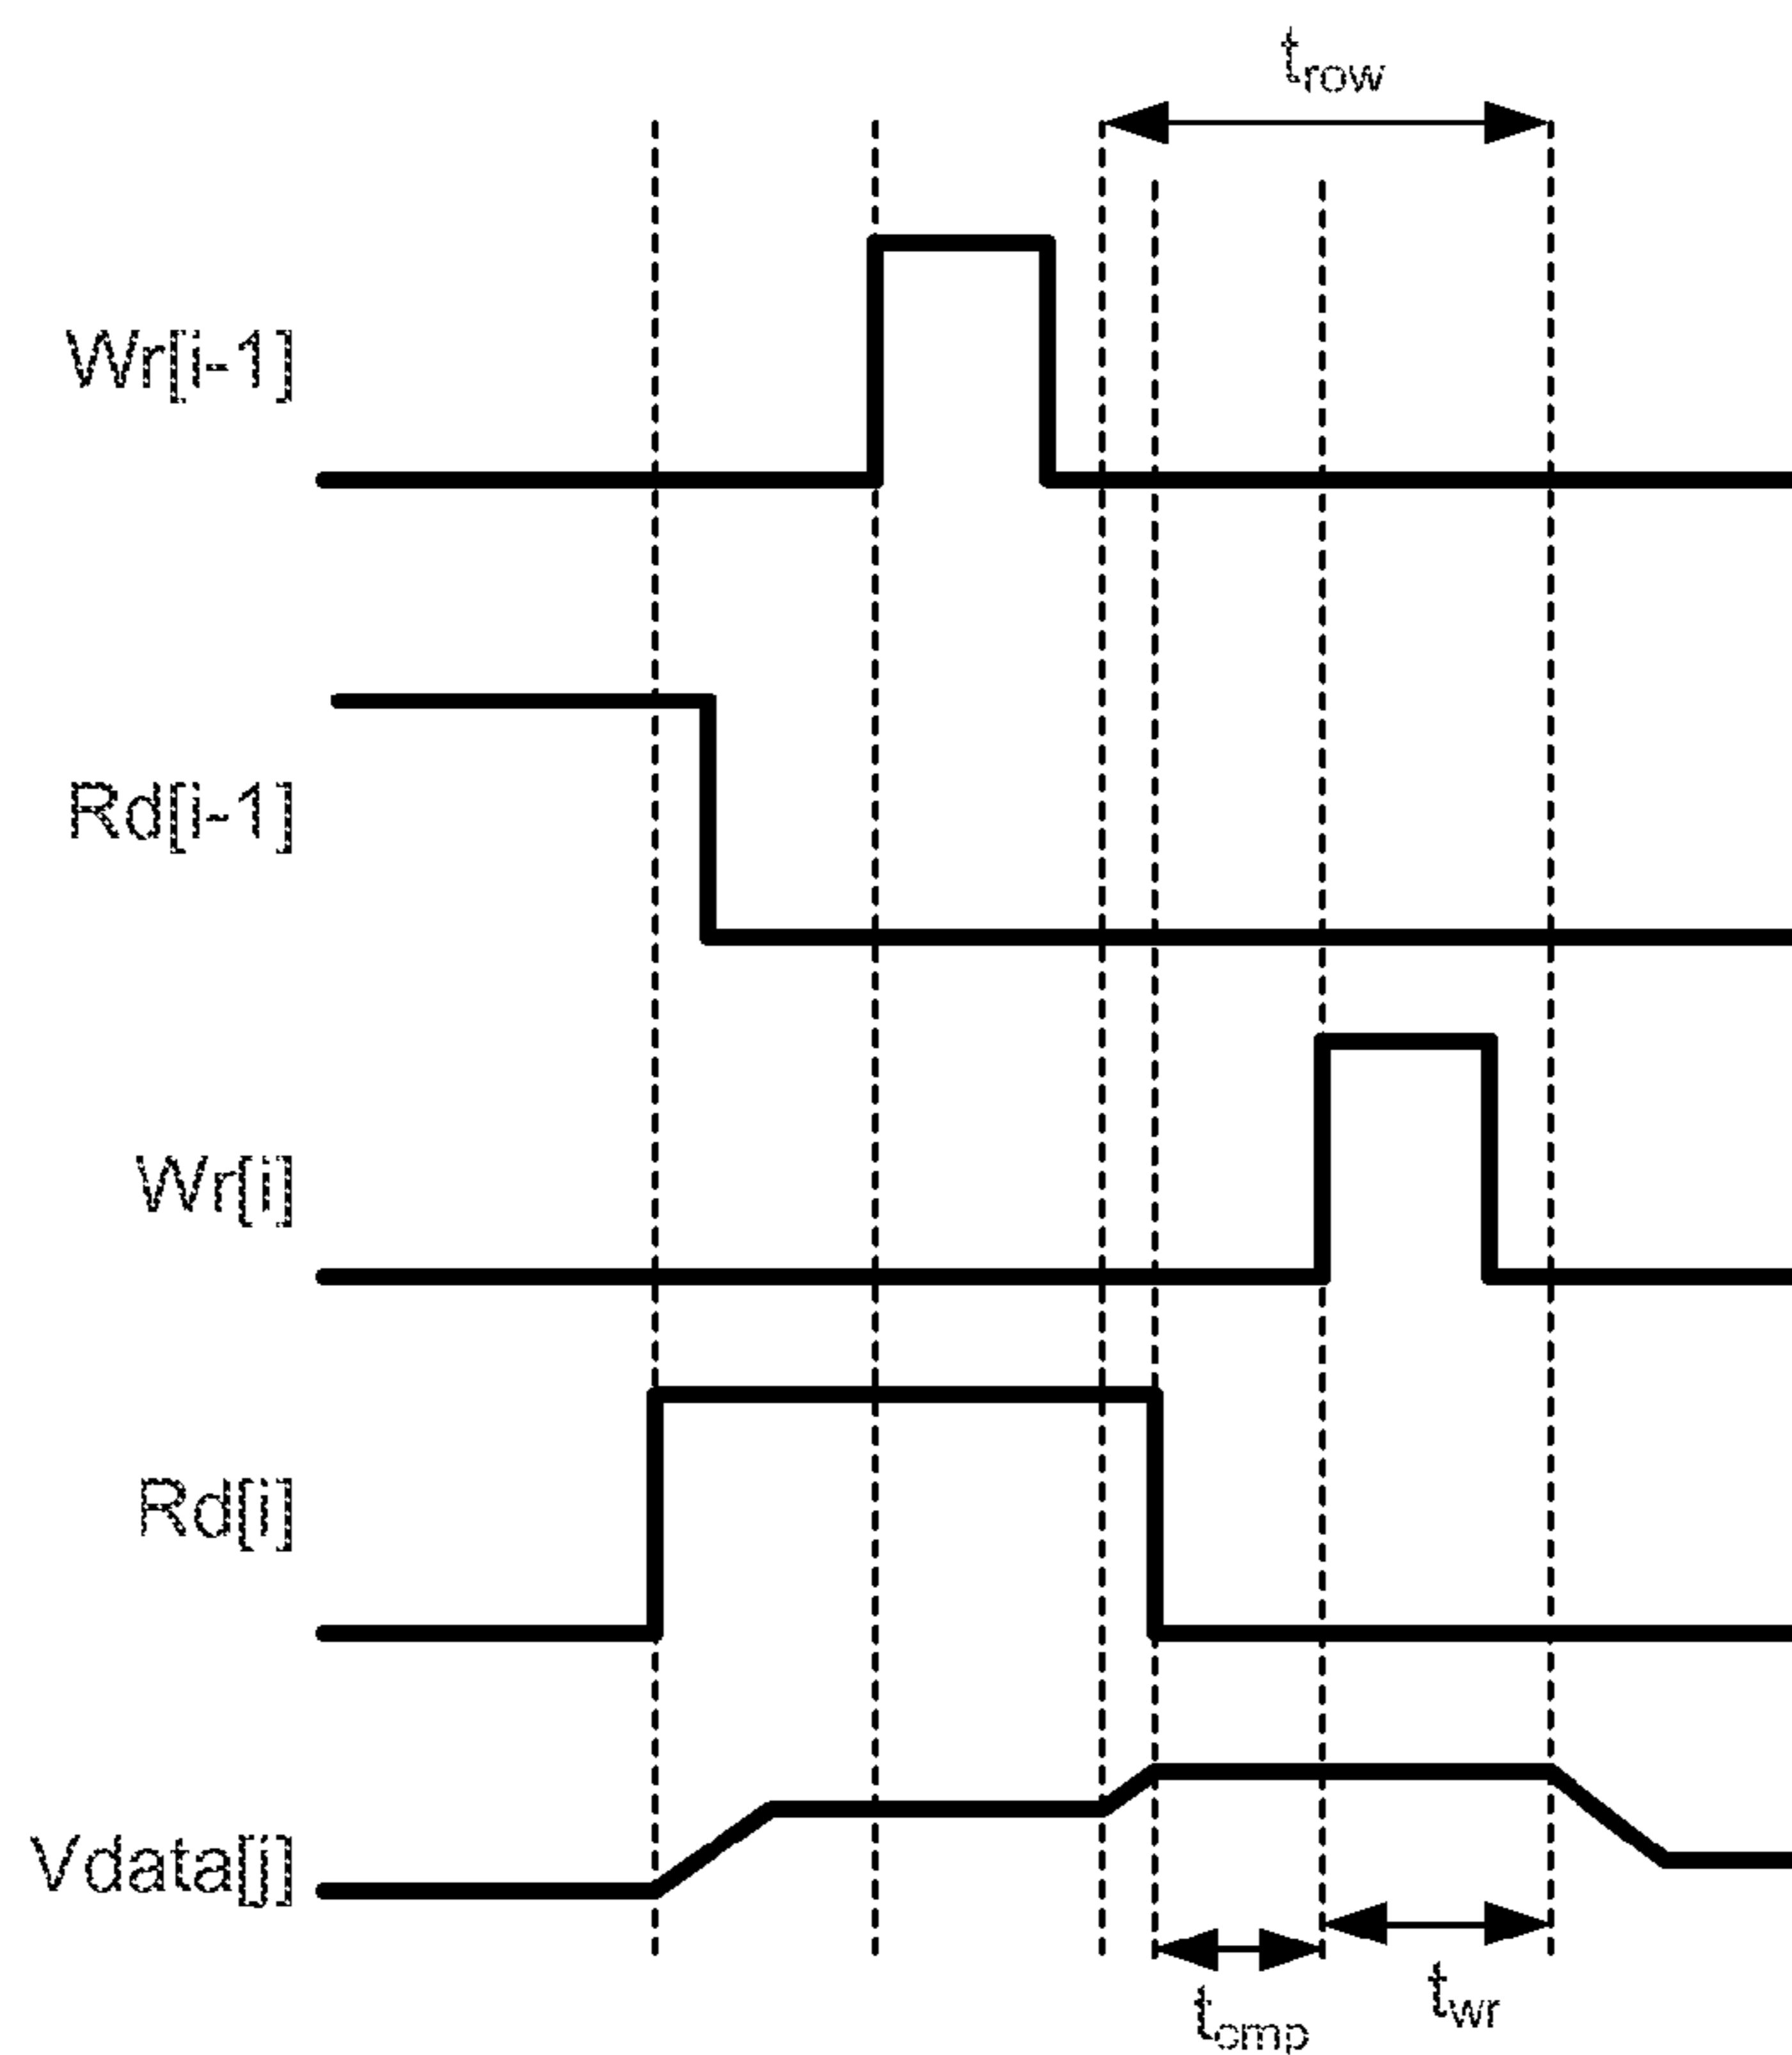 t_row
Wr[i-1]
Rd[i-1]
Wr[i]
Rd[i]
Vdata[j]
t_wr
t_cmp